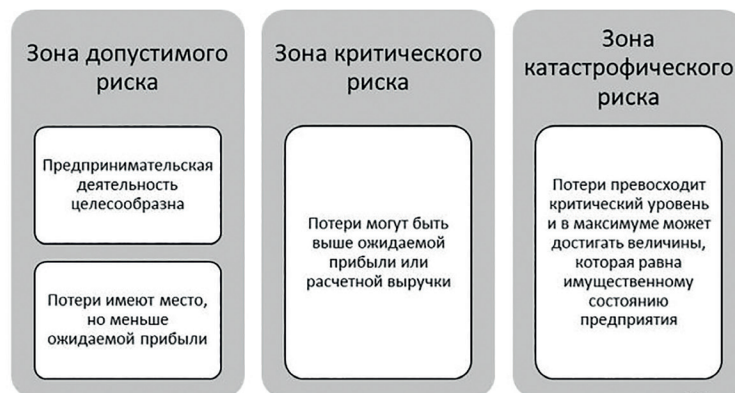 Зона допустимого
риска
Предпринимательская
деятельность
целесообразна
Потери имеют место,
но меньше
ожидаемой прибыли
Зона критического
риска
Потери могут быть
выше ожидаемой
прибыли или
расчетной выручки
Зона
катастрофического
риска
Потери превосходит
критический уровень
и в максимуме может
достигать величины,
которая равна
имущественному
состоянию
предприятия